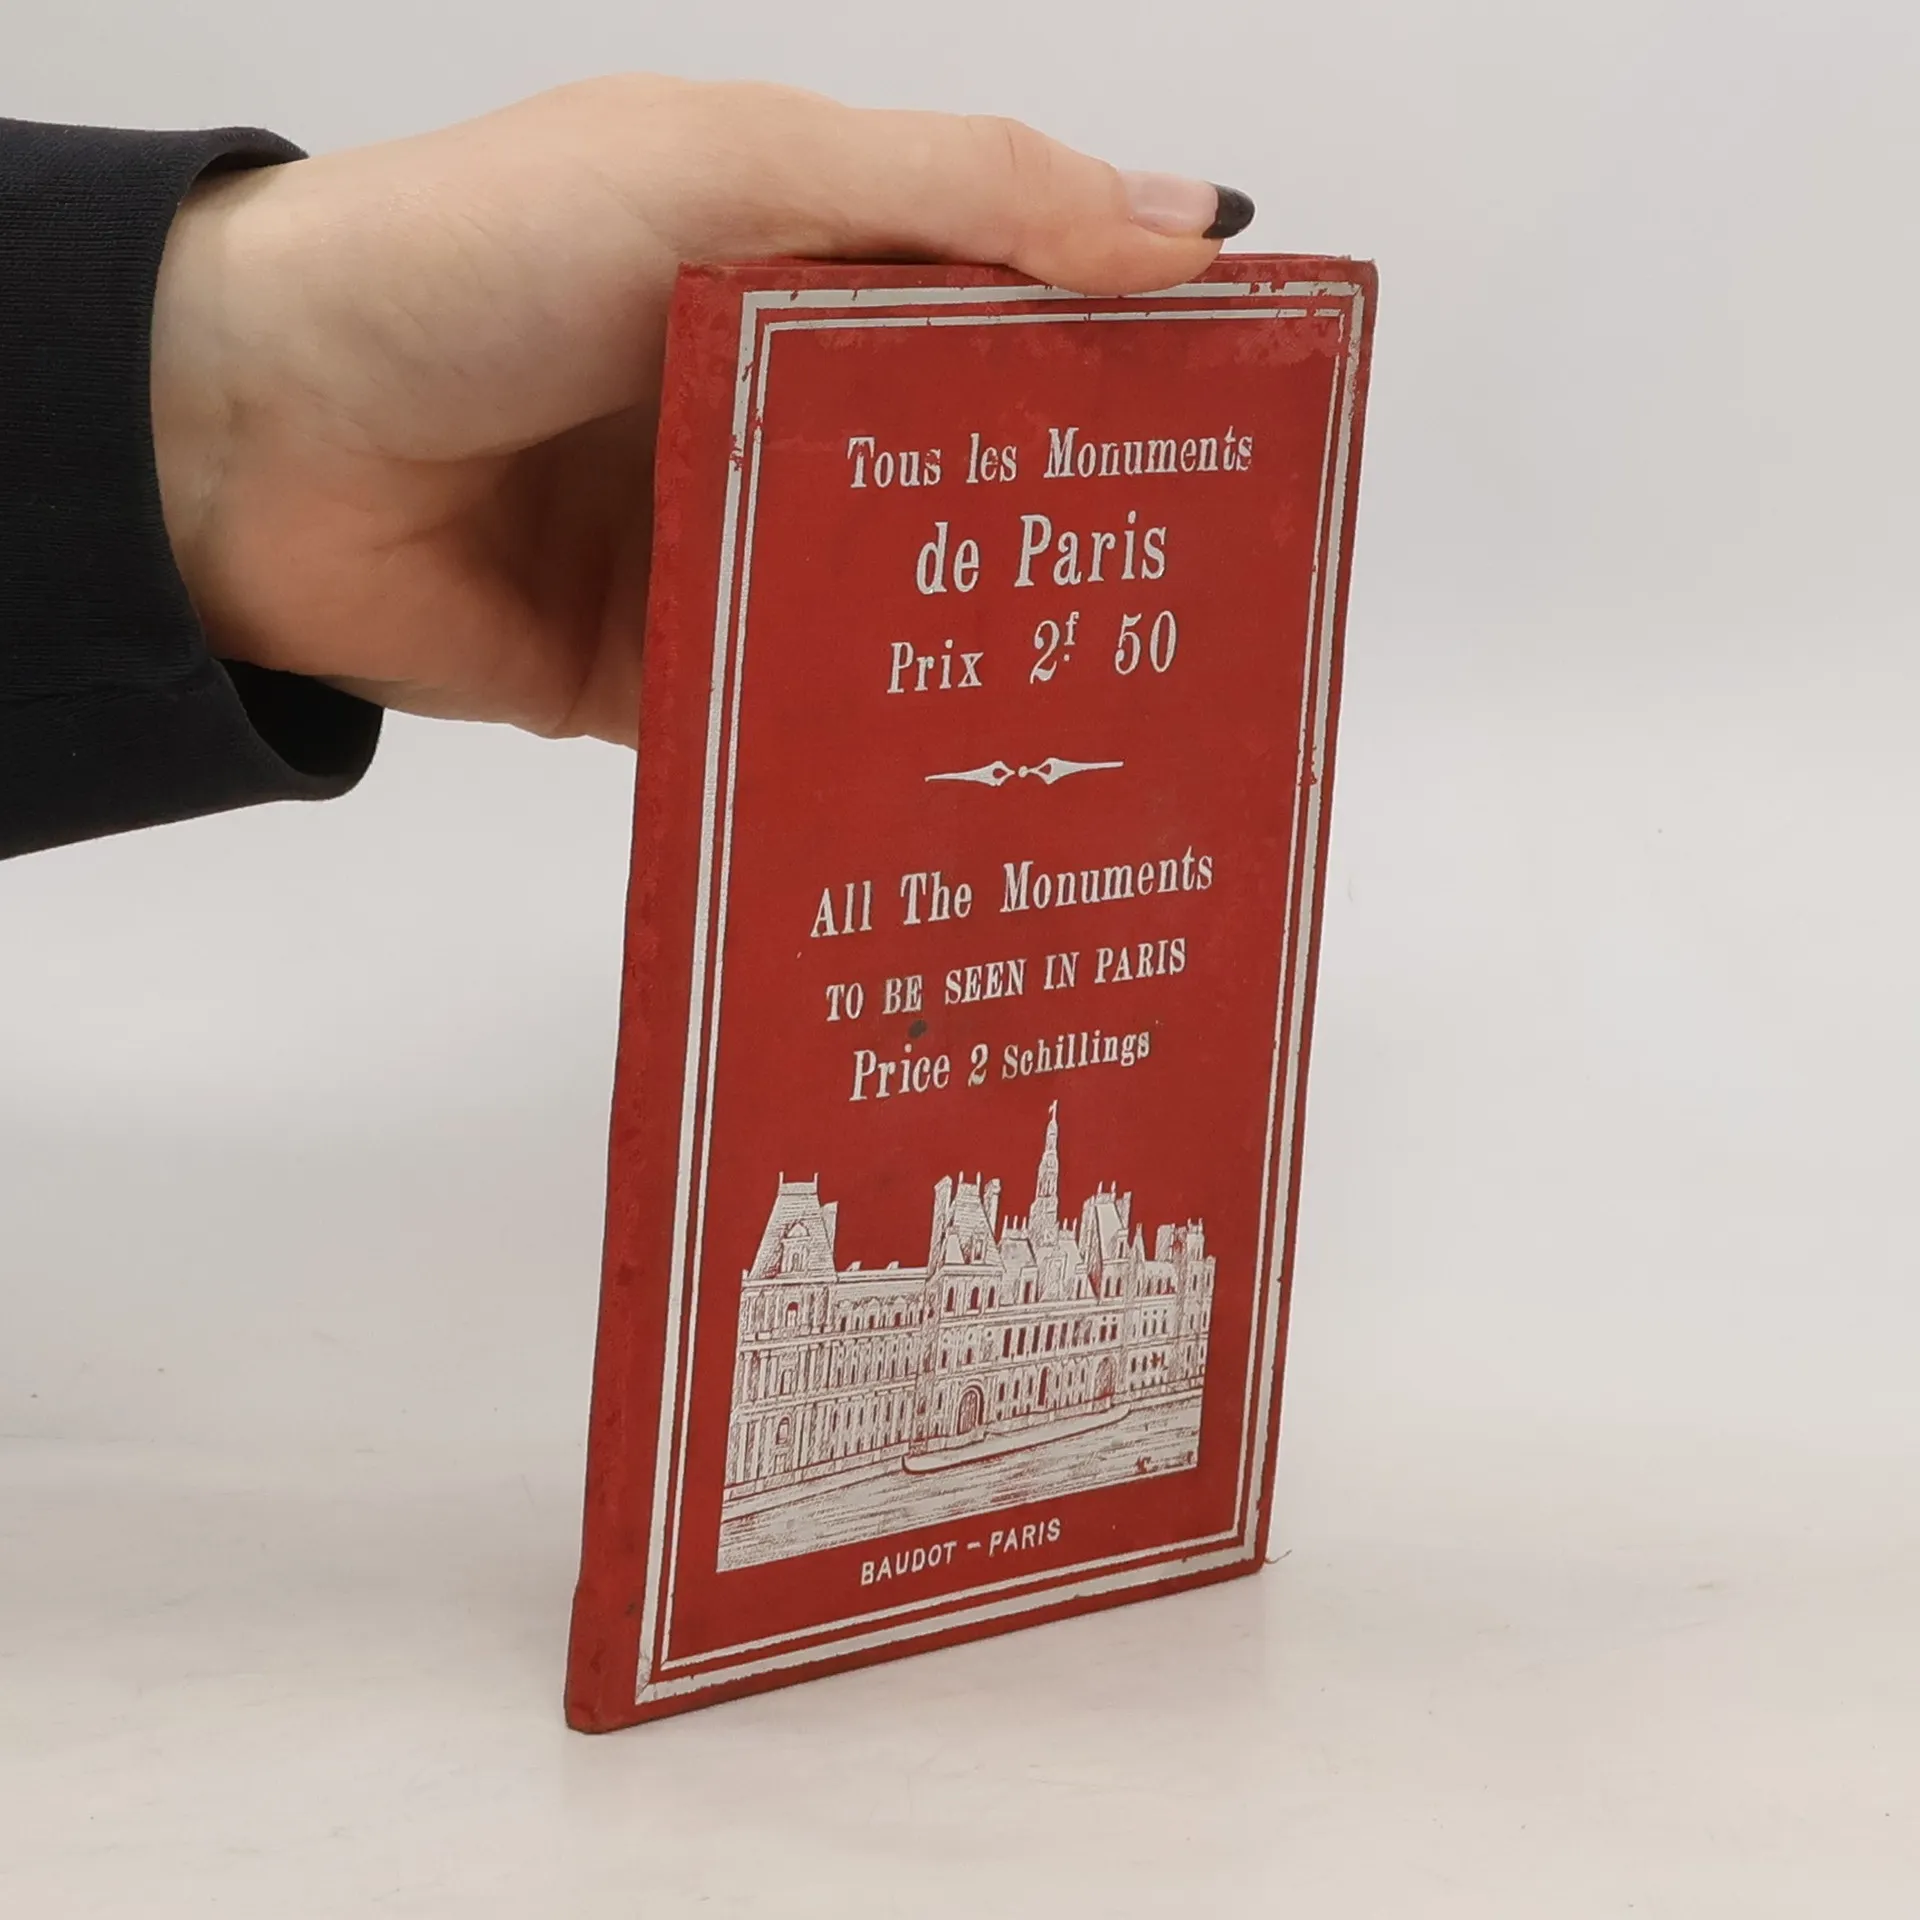 Tous les Monuments
de Paris
Prix 2f. 50
All The Monuments
TO BE SEEN IN PARIS
Price 2 Schillings
BAUDOT - PARIS